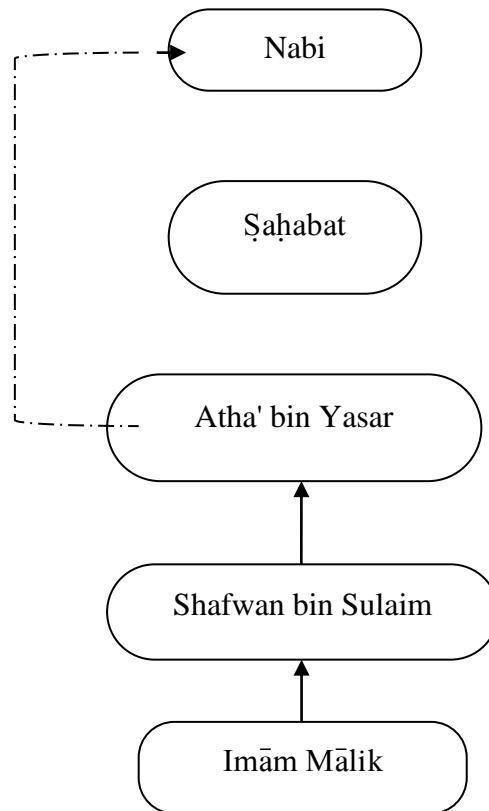 Nabi
Ṣaḥabat
Atha' bin Yasar
Shafwan bin Sulaim
Imām Mālik